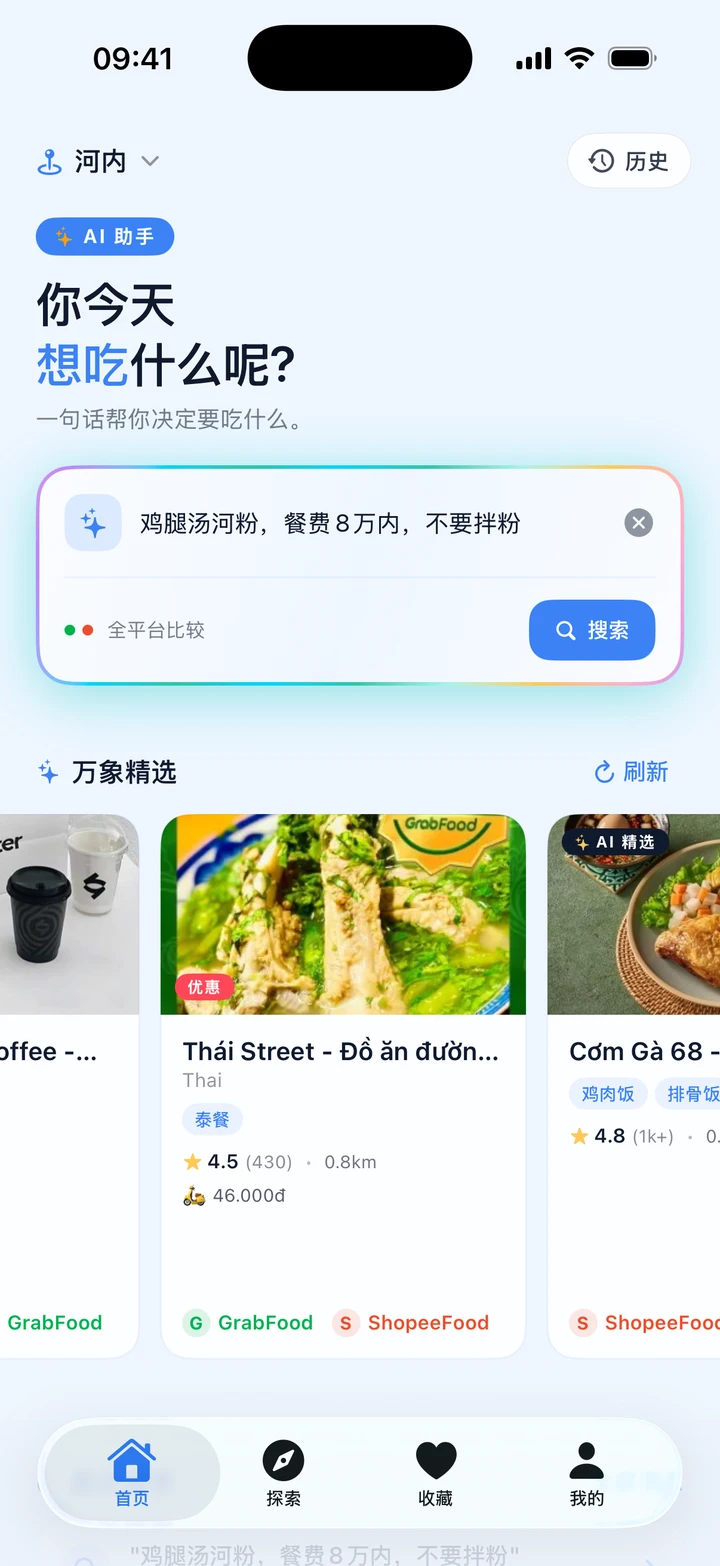 09:41
河内
历史
AI 助手
你今天
想吃什么呢?
一句话帮你决定要吃什么。
鸡腿汤河粉，餐费8万内，不要拌粉
全平台比较
搜索
万象精选
刷新
GrabFood
AI 精选
优惠
offee -...
Thái Street - Đồ ăn đườn...
Cơm Gà 68 -
Thai
泰餐
鸡肉饭
排骨饭
4.5 (430) • 0.8km
4.8 (1k+) • 0.
46.000đ
GrabFood
G GrabFood
S ShopeeFood
S ShopeeFood
首页
探索
收藏
我的
"鸡腿汤河粉，餐费8万内，不要拌粉"